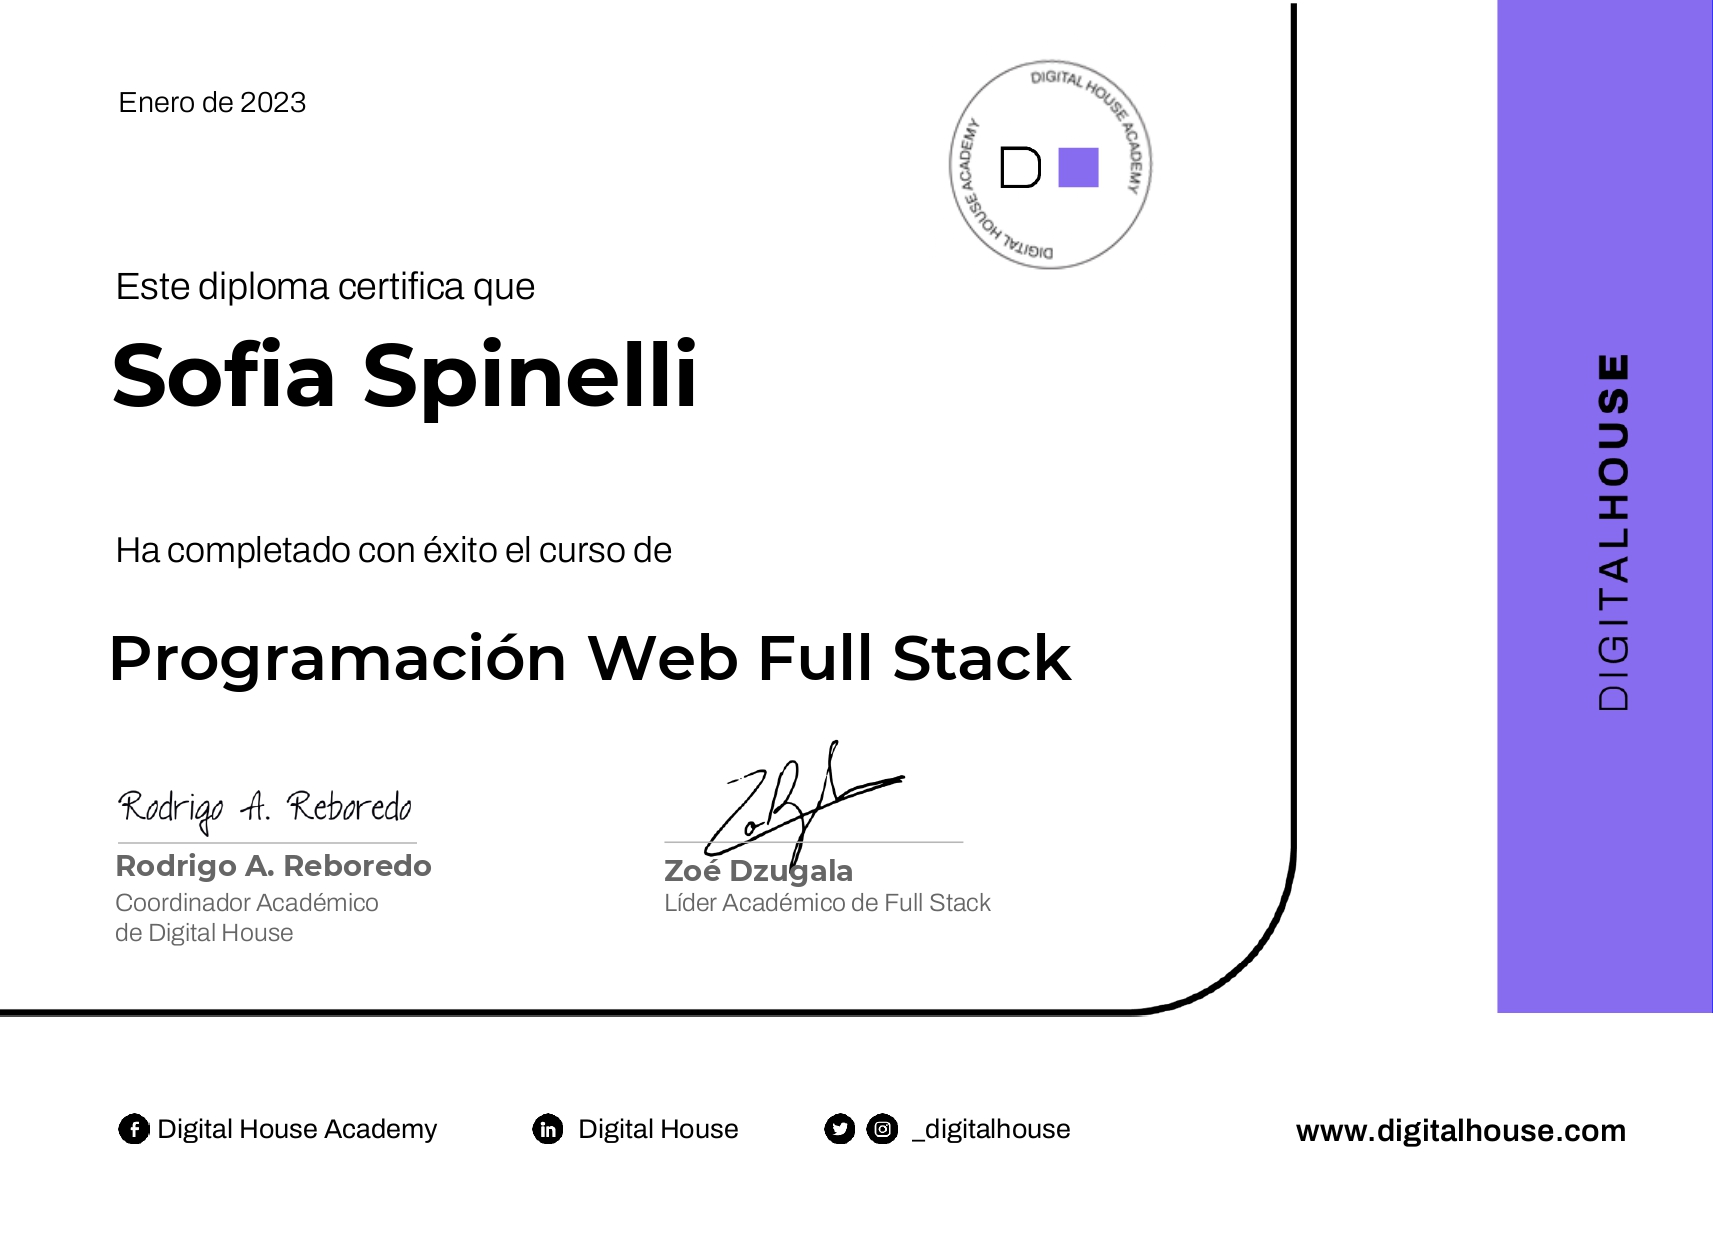 Enero de 2023
DIGITAL HOUSE ACADEMY
DIGITAL HOUSE ACADEMY
D
Este diploma certifica que
Sofia Spinelli
Ha completado con éxito el curso de
Programación Web Full Stack
Rodrigo A. Reboredo
Rodrigo A. Reboredo
Coordinador Académico
de Digital House
Zoé Dzugala
Líder Académico de Full Stack
DIGITALHOUSE
Digital House Academy
Digital House
_digitalhouse
www.digitalhouse.com